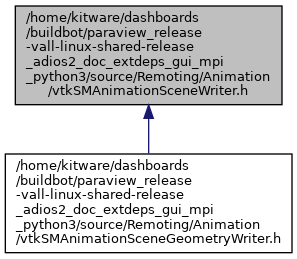 /home/kitware/dashboards
/buildbot/paraview_release
-vall-linux-shared-release
_adios2_doc_extdeps_gui_mpi
_python3/source/Remoting/Animation
/vtkSMAnimationSceneWriter.h
/home/kitware/dashboards
/buildbot/paraview_release
-vall-linux-shared-release
_adios2_doc_extdeps_gui_mpi
_python3/source/Remoting/Animation
/vtkSMAnimationSceneGeometryWriter.h